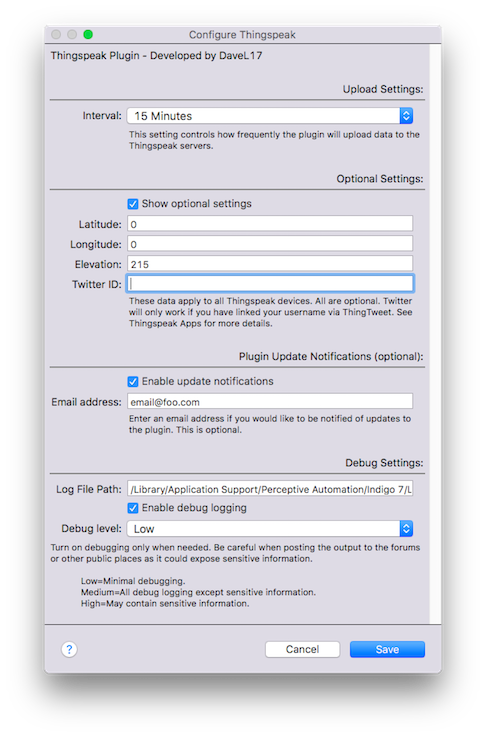 Configure Thingspeak
Thingspeak Plugin - Developed by DaveL17
Upload Settings:
Interval: 15 Minutes
This setting controls how frequently the plugin will upload data to the
Thingspeak servers.
Optional Settings:
Show optional settings
Latitude: 0
Longitude: 0
Elevation: 215
Twitter ID:
These data apply to all Thingspeak devices. All are optional. Twitter
will only work if you have linked your username via ThingTweet. See
Thingspeak Apps for more details.
Plugin Update Notifications (optional):
Enable update notifications
Email address: email@foo.com
Enter an email address if you would like to be notified of updates to
the plugin. This is optional.
Debug Settings:
Log File Path: /Library/Application Support/Perceptive Automation/Indigo 7/L
Enable debug logging
Debug level: Low
Turn on debugging only when needed. Be careful when posting the output to the forums
or other public places as it could expose sensitive information.
Low=Minimal debugging.
Medium=All debug logging except sensitive information.
High=May contain sensitive information.
? Cancel Save